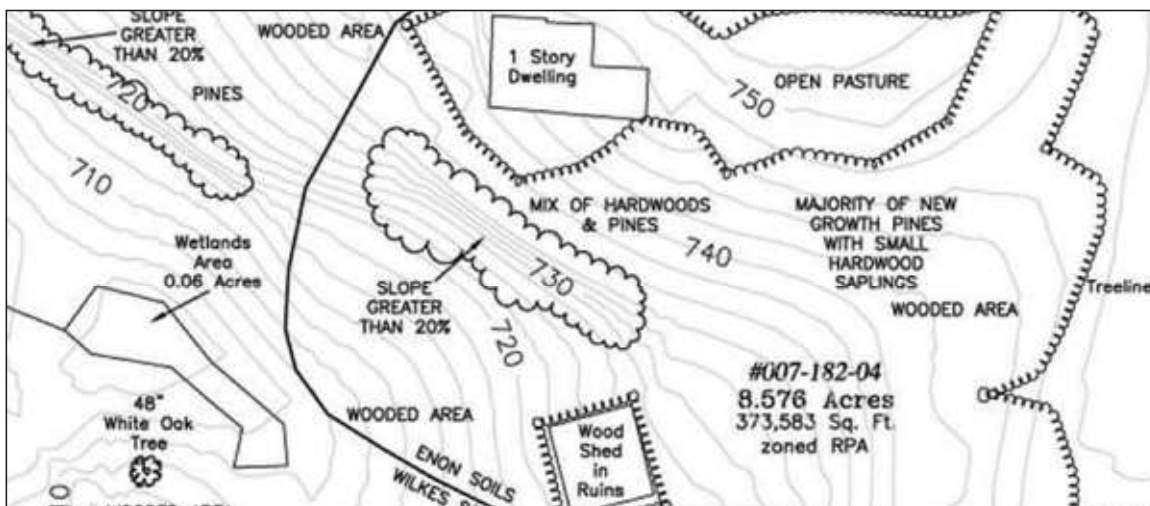 SLOPE
GREATER
THAN 20%
WOODED AREA
720
PINES
710
1 Story
Dwelling
OPEN PASTURE
750
MIX OF HARDWOODS
& PINES
740
MAJORITY OF NEW
GROWTH PINES
WITH SMALL
HARDWOOD
SAPLINGS
WOODED AREA
Treeline
Wetlands
Area
0.06 Acres
SLOPE
GREATER
THAN 20%
730
720
#007-182-04
8.576 Acres
373,583 Sq. Ft.
zoned RPA
48"
White Oak
Tree
WOODED AREA
ENON SOILS
WILKES
Wood
Shed
in
Ruins
WOODED AREA